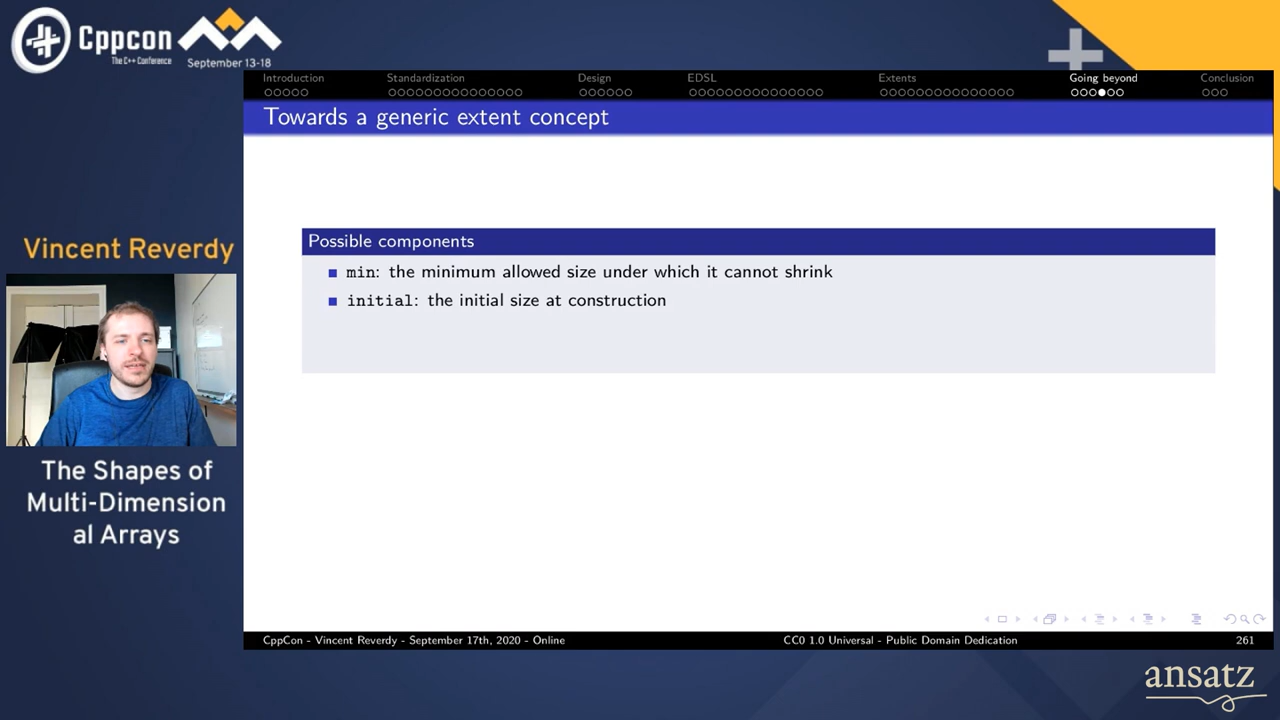 Cppcon
The C++ Conference
September 13-18
Introduction
Standardization
Design
EDSL
Extents
Going beyond
Conclusion
Towards a generic extent concept
Possible components
min: the minimum allowed size under which it cannot shrink
initial: the initial size at construction
Vincent Reverdy
The Shapes of
Multi-Dimension
al Arrays
CppCon - Vincent Reverdy - September 17th, 2020 - Online
CC0 1.0 Universal - Public Domain Dedication
261
ansatz